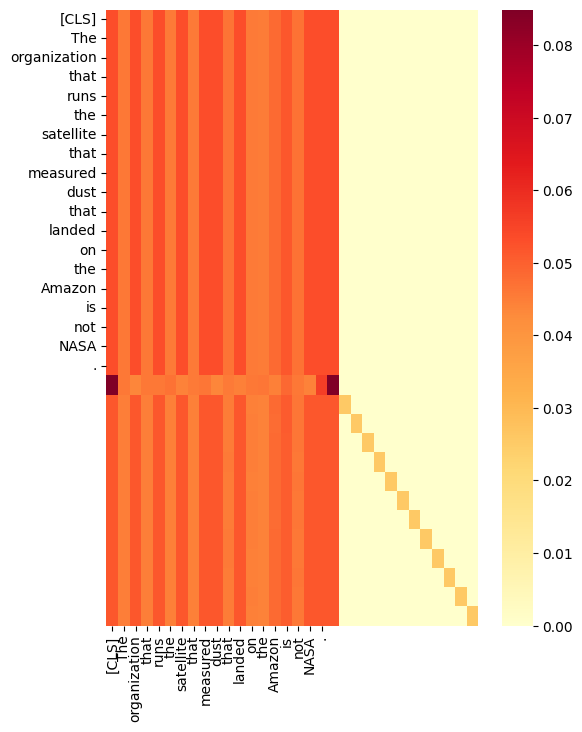 [CLS]
The
organization
that
runs
the
satellite
that
measured
dust
that
landed
on
the
Amazon
is
not
NASA
.
0.08
0.07
0.06
0.05
0.04
0.03
0.02
0.01
0.00
[CLS]
The
organization
that
runs
the
satellite
that
measured
dust
that
landed
on
the
Amazon
is
not
NASA
.